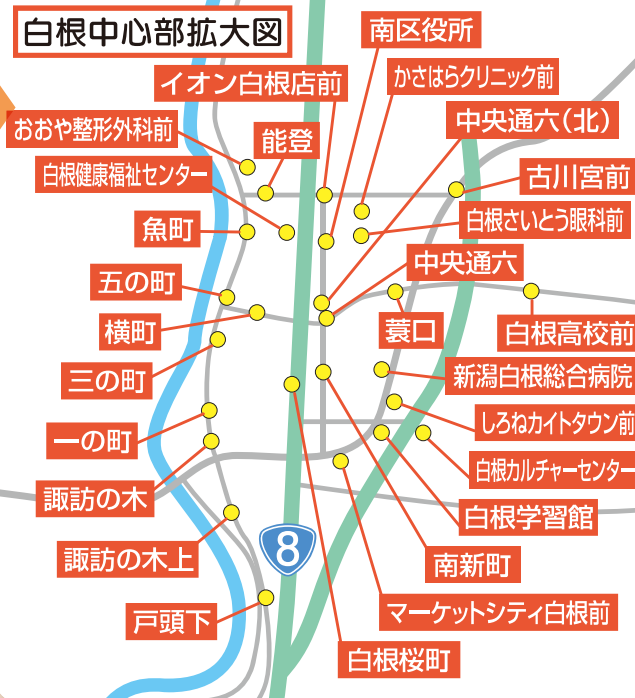 白根中心部拡大図
南区役所
イオン白根店前
かさはらクリニック前
おおや整形外科前
能登
中央通六(北)
白根健康福祉センター
古川宮前
魚町
白根さいとう眼科前
中央通六
五の町
横町
蓑口
白根高校前
三の町
新潟白根総合病院
一の町
しろねカイトタウン前
白根カルチャーセンター
諏訪の木
白根学習館
8
諏訪の木上
南新町
戸頭下
マーケットシティ白根前
白根桜町